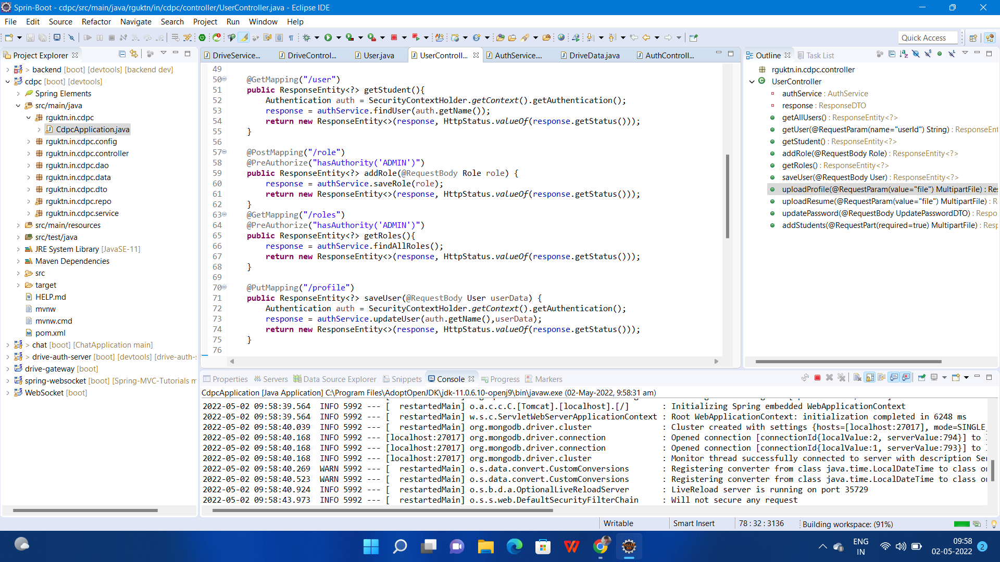 Sprin-Boot - cdpc/src/main/java/rguktn/in/cdpc/controller/UserController.java - Eclipse IDE
File Edit Source Refactor Navigate Search Project Run Window Help
Quick Access
Project Explorer
> backend [boot] [devtools] [backend dev]
cdpc [boot] [devtools]
Spring Elements
src/main/java
rguktn.in.cdpc
CdpcApplication.java
rguktn.in.cdpc.config
rguktn.in.cdpc.controller
rguktn.in.cdpc.dao
rguktn.in.cdpc.data
rguktn.in.cdpc.dto
rguktn.in.cdpc.repo
rguktn.in.cdpc.service
src/main/resources
src/test/java
JRE System Library [JavaSE-11]
Maven Dependencies
src
target
HELP.md
mvnw
mvnw.cmd
pom.xml
> chat [boot] [ChatApplication main]
> drive-auth-server [boot] [devtools] [drive-auth-s
drive-gateway [boot]
spring-websocket [boot] [Spring-MVC-Tutorials m
WebSocket [boot]
DriveService... DriveControl... User.java UserControll... AuthService.... DriveData.java AuthControll...
49
50 @GetMapping("/user")
51 public ResponseEntity<?> getStudent(){
52 Authentication auth = SecurityContextHolder.getContext().getAuthentication();
53 response = authService.findUser(auth.getName());
54 return new ResponseEntity<>(response, HttpStatus.valueOf(response.getStatus()));
55 }
56
57 @PostMapping("/role")
58 @PreAuthorize("hasAuthority('ADMIN')")
59 public ResponseEntity<?> addRole(@RequestBody Role role) {
60 response = authService.saveRole(role);
61 return new ResponseEntity<>(response, HttpStatus.valueOf(response.getStatus()));
62 }
63 @GetMapping("/roles")
64 @PreAuthorize("hasAuthority('ADMIN')")
65 public ResponseEntity<?> getRoles(){
66 response = authService.findAllRoles();
67 return new ResponseEntity<>(response, HttpStatus.valueOf(response.getStatus()));
68 }
69
70 @PutMapping("/profile")
71 public ResponseEntity<?> saveUser(@RequestBody User userData) {
72 Authentication auth = SecurityContextHolder.getContext().getAuthentication();
73 response = authService.updateUser(auth.getName(),userData);
74 return new ResponseEntity<>(response, HttpStatus.valueOf(response.getStatus()));
75 }
76
Outline Task List
rguktn.in.cdpc.controller
UserController
authService : AuthService
response : ResponseDTO
getAllUsers() : ResponseEntity<?>
getUser(@RequestParam(name="userId") String) : ResponseEnt
getStudent() : ResponseEntity<?>
addRole(@RequestBody Role) : ResponseEntity<?>
getRoles() : ResponseEntity<?>
saveUser(@RequestBody User) : ResponseEntity<?>
uploadProfile(@RequestParam(value="file") MultipartFile) : Res
uploadResume(@RequestParam(value="file") MultipartFile) : R
updatePassword(@RequestBody UpdatePasswordDTO) : Respo
addStudents(@RequestPart(required=true) MultipartFile) : Resp
Properties Servers Data Source Explorer Snippets Console Progress Markers
CdpcApplication [Java Application] C:\Program Files\AdoptOpenJDK\jdk-11.0.6.10-openj9\bin\javaw.exe (02-May-2022, 9:58:31 am)
2022-05-02 09:58:39.564 INFO 5992 --- [ restartedMain] o.a.c.c.C.[Tomcat].[localhost].[/] : Initializing Spring embedded WebApplicationContext
2022-05-02 09:58:39.564 INFO 5992 --- [ restartedMain] w.s.c.ServletWebServerApplicationContext : Root WebApplicationContext: initialization completed in 6248 ms
2022-05-02 09:58:40.039 INFO 5992 --- [ restartedMain] org.mongodb.driver.cluster : Cluster created with settings {hosts=[localhost:27017], mode=SINGLE,
2022-05-02 09:58:40.168 INFO 5992 --- [localhost:27017] org.mongodb.driver.connection : Opened connection [connectionId{localValue:2, serverValue:794}] to
2022-05-02 09:58:40.168 INFO 5992 --- [localhost:27017] org.mongodb.driver.connection : Opened connection [connectionId{localValue:1, serverValue:793}] to
2022-05-02 09:58:40.168 INFO 5992 --- [localhost:27017] org.mongodb.driver.cluster : Monitor thread successfully connected to server with description Se
2022-05-02 09:58:40.269 WARN 5992 --- [ restartedMain] o.s.data.convert.CustomConversions : Registering converter from class java.time.LocalDateTime to class o
2022-05-02 09:58:40.523 WARN 5992 --- [ restartedMain] o.s.data.convert.CustomConversions : Registering converter from class java.time.LocalDateTime to class o
2022-05-02 09:58:40.924 INFO 5992 --- [ restartedMain] o.s.b.d.a.OptionalLiveReloadServer : LiveReload server is running on port 35729
2022-05-02 09:58:43.973 INFO 5992 --- [ restartedMain] o.s.s.web.DefaultSecurityFilterChain : Will not secure any request
Writable Smart Insert 78 : 32 : 3136 Building workspace: (91%)
ENG
IN
09:58
02-05-2022
2